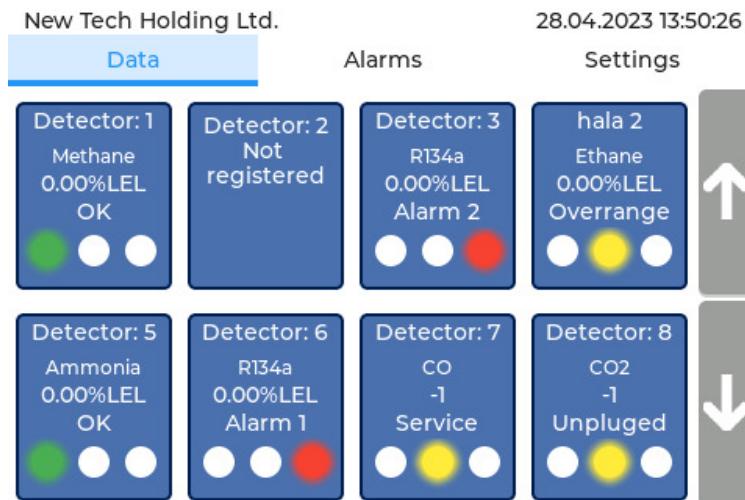 New Tech Holding Ltd.
28.04.2023 13:50:26
Data
Alarms
Settings
Detector: 1
Methane
0.00%LEL
OK
Detector: 2
Not
registered
Detector: 3
R134a
0.00%LEL
Alarm 2
hala 2
Ethane
0.00%LEL
Overrange
Detector: 5
Ammonia
0.00%LEL
OK
Detector: 6
R134a
0.00%LEL
Alarm 1
Detector: 7
CO
-1
Service
Detector: 8
CO2
-1
Unpluged